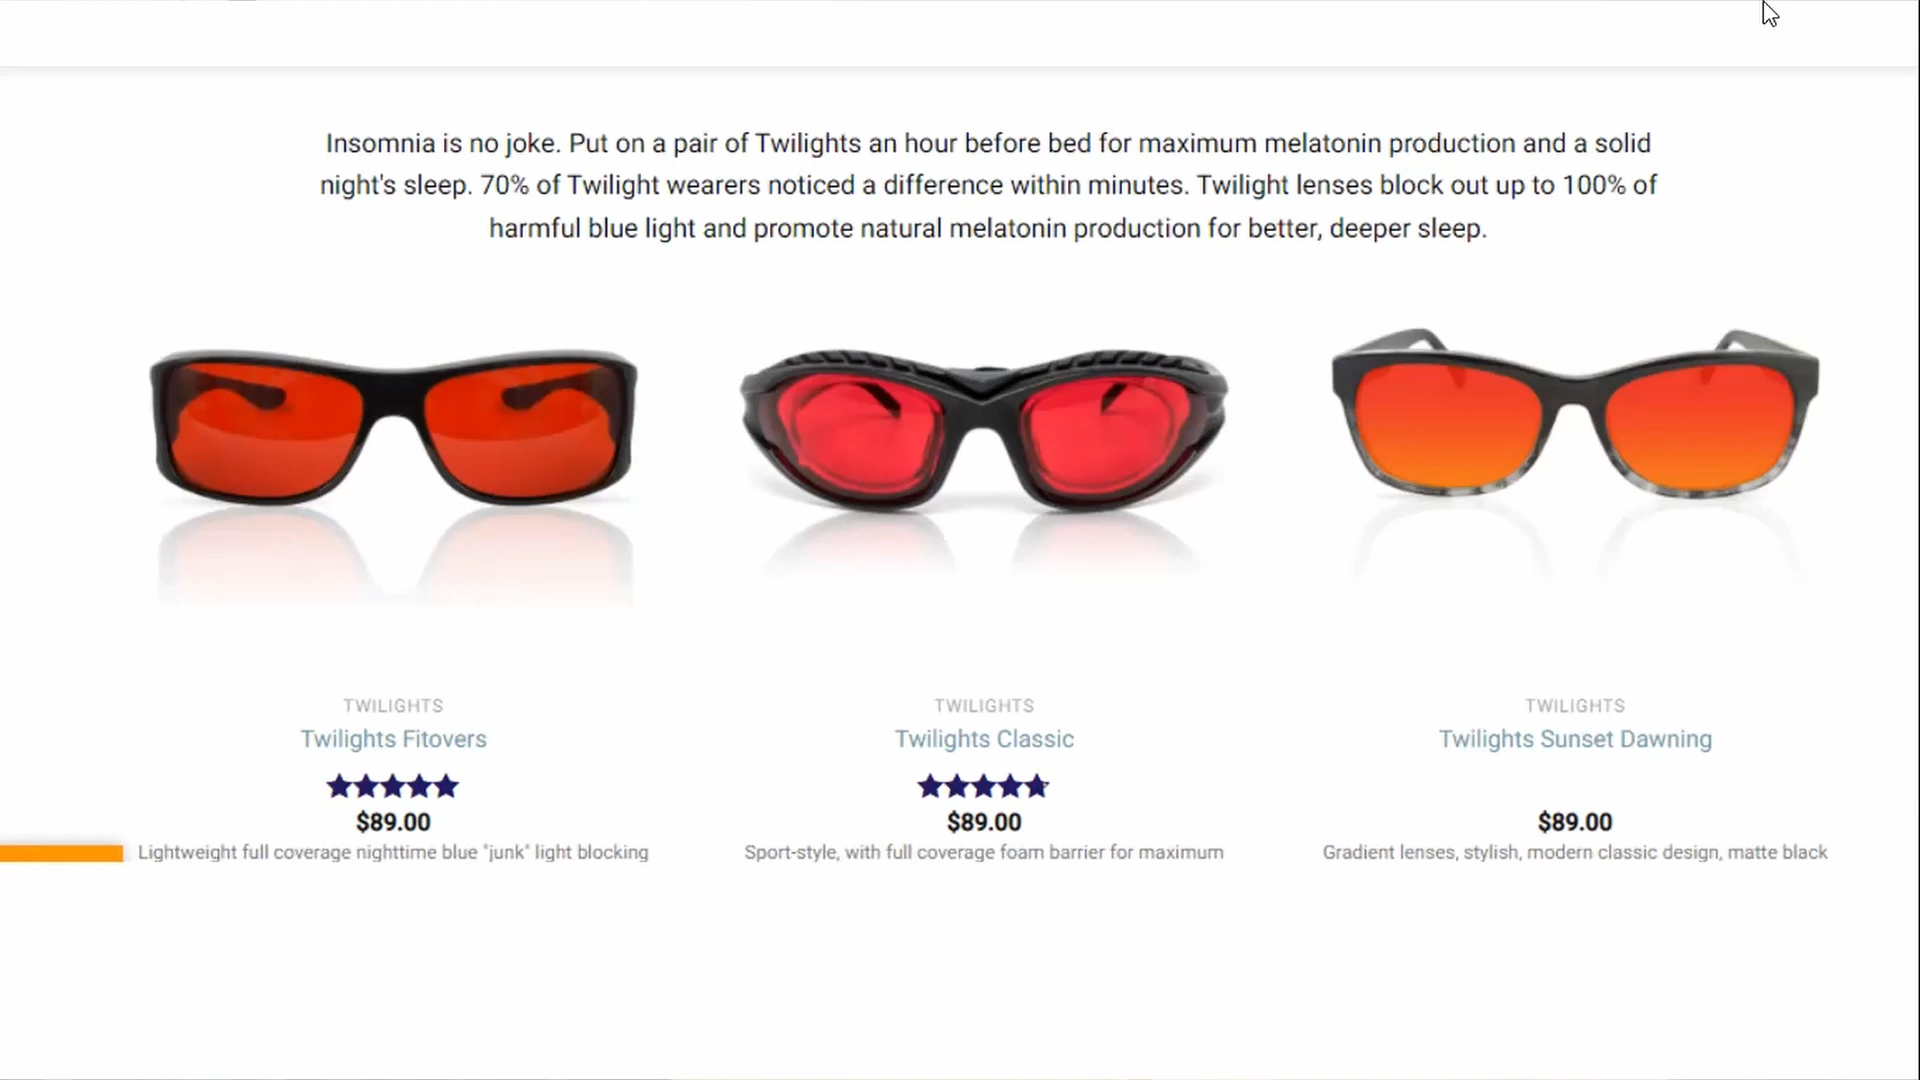 Insomnia is no joke. Put on a pair of Twilights an hour before bed for maximum melatonin production and a solid
night's sleep. 70% of Twilight wearers noticed a difference within minutes. Twilight lenses block out up to 100% of
harmful blue light and promote natural melatonin production for better, deeper sleep.
TWILIGHTS
Twilights Fitovers
$89.00
Lightweight full coverage nighttime blue "junk" light blocking
TWILIGHTS
Twilights Classic
$89.00
Sport-style, with full coverage foam barrier for maximum
TWILIGHTS
Twilights Sunset Dawning
$89.00
Gradient lenses, stylish, modern classic design, matte black